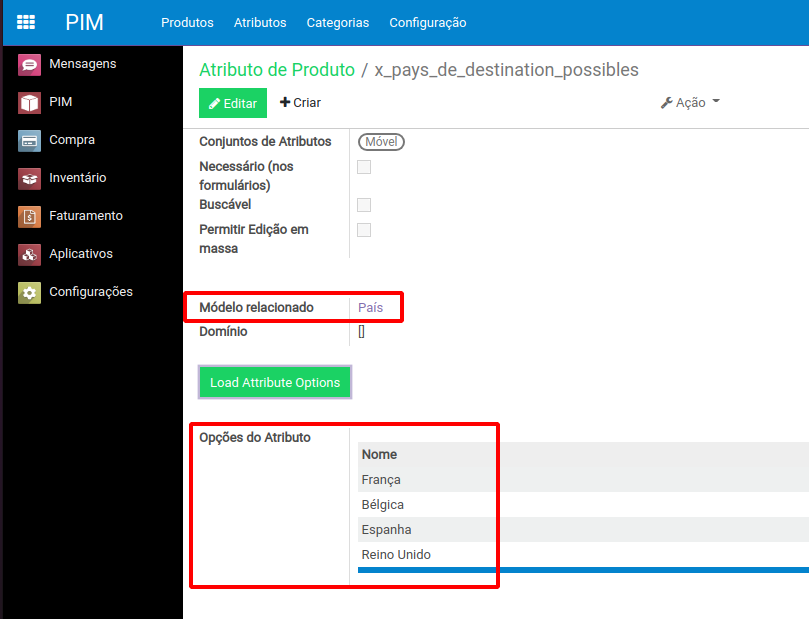 PIM
Produtos Atributos Categorias Configuração
Mensagens
PIM
Compra
Inventário
Faturamento
Aplicativos
Configurações
Atributo de Produto / x_pays_de_destination_possibles
Editar Criar Ação
Conjuntos de Atributos Móvel
Necessário (nos
formulários)
Buscável
Permitir Edição em
massa
Módelo relacionado País
Domínio []
Load Attribute Options
Opções do Atributo
Nome
França
Bélgica
Espanha
Reino Unido